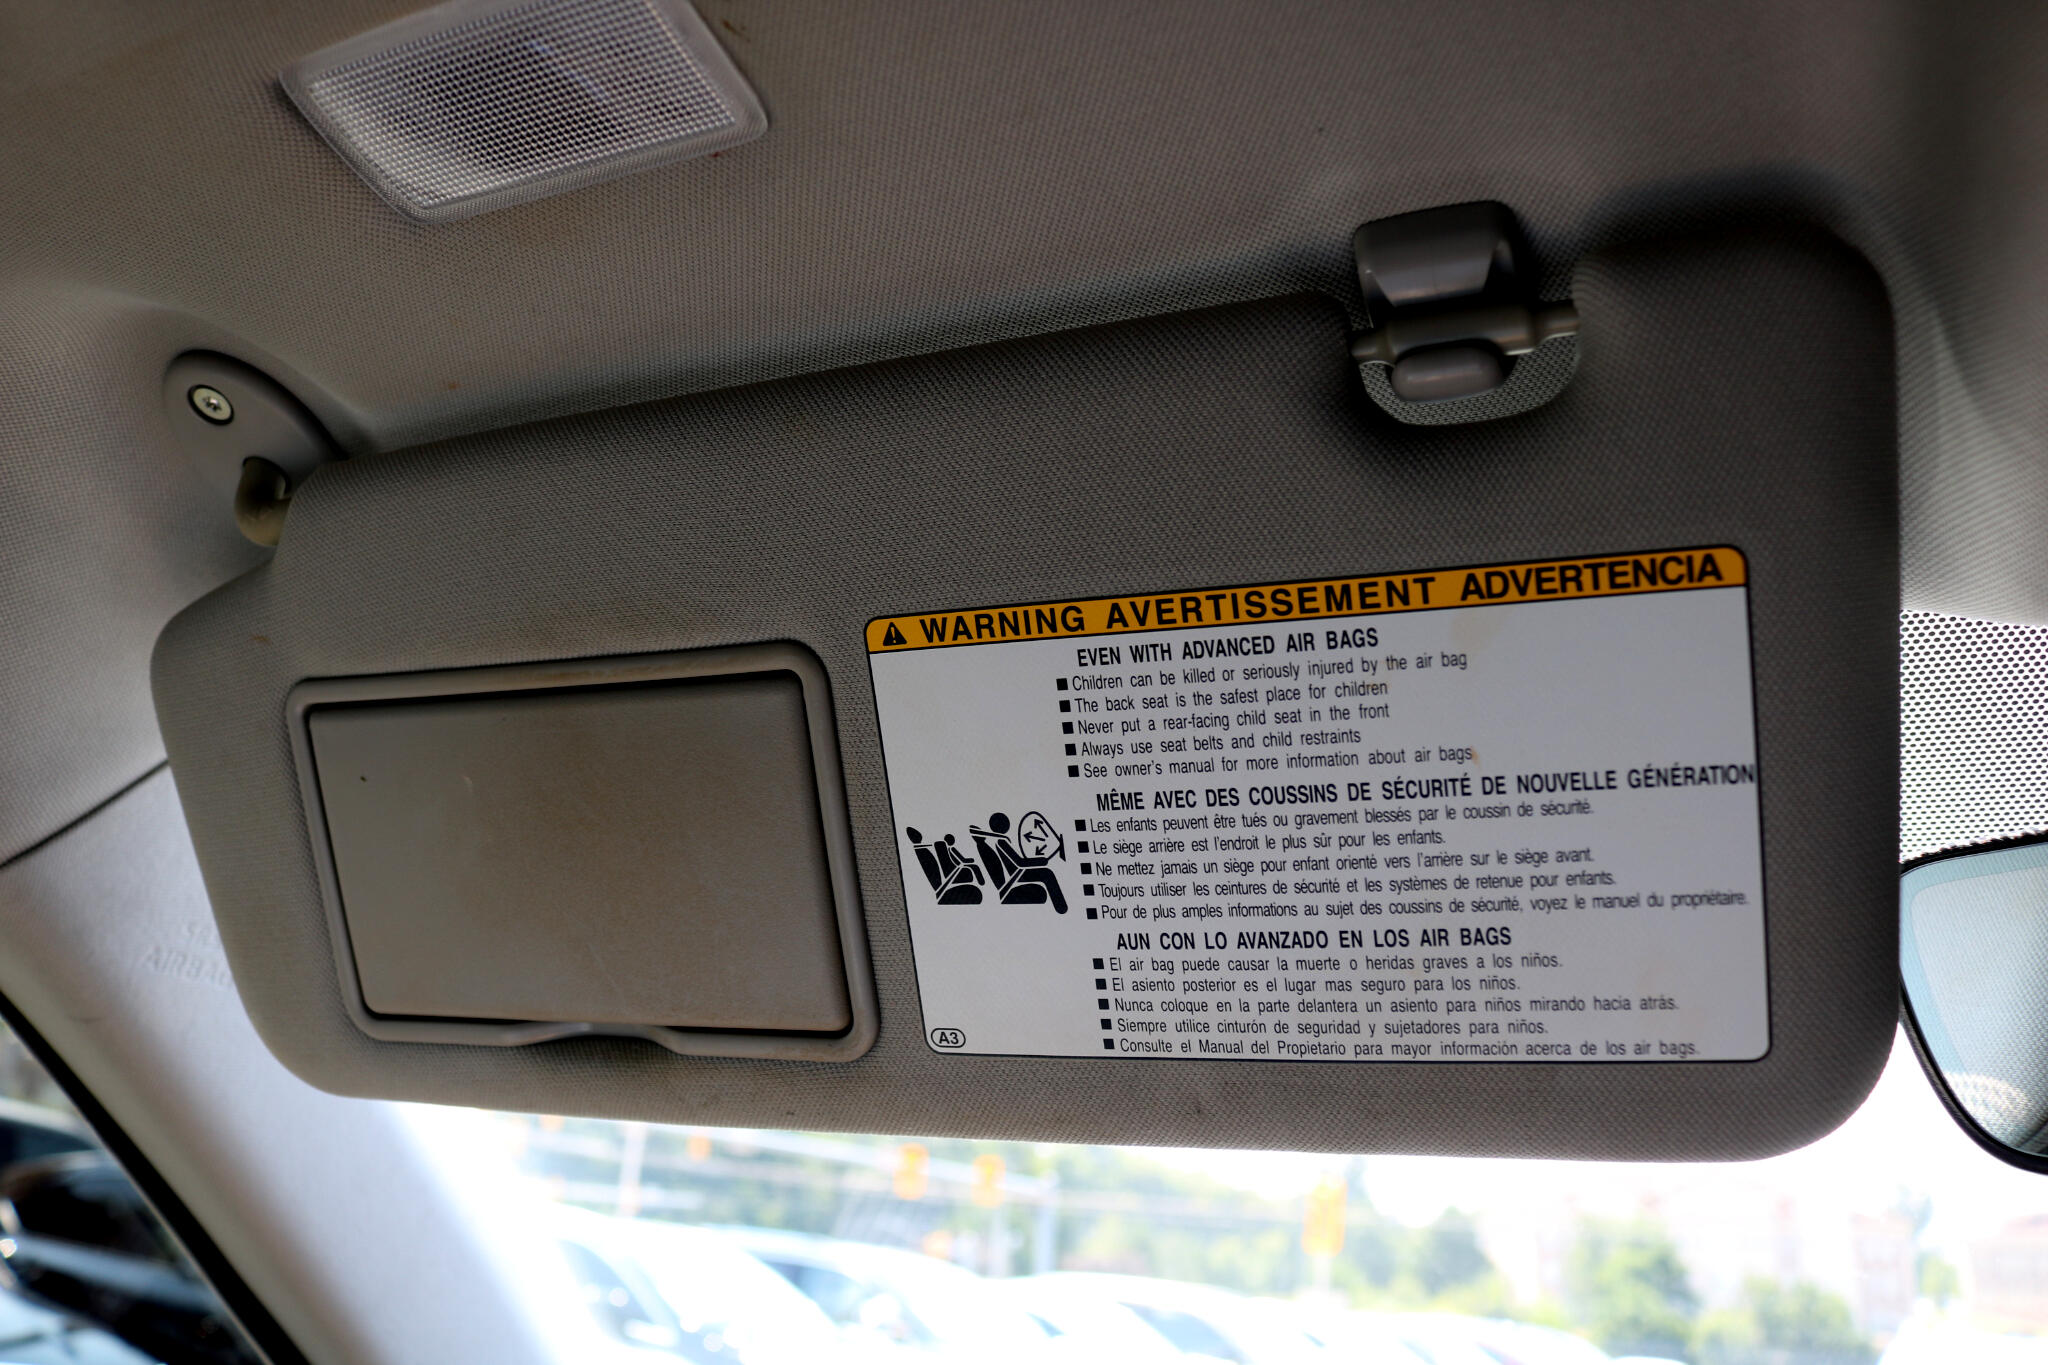 WARNING AVERTISSEMENT ADVERTENCIA
EVEN WITH ADVANCED AIR BAGS
■ Children can be killed or seriously injured by the air bag
■ The back seat is the safest place for children
■ Never put a rear-facing child seat in the front
■ Always use seat belts and child restraints
■ See owner's manual for more information about air bags
MÊME AVEC DES COUSSINS DE SÉCURITÉ DE NOUVELLE GÉNÉRATION
■ Les enfants peuvent être tués ou gravement blessés par le coussin de sécurité.
■ Le siège arrière est l'endroit le plus sûr pour les enfants.
■ Ne mettez jamais un siège pour enfant orienté vers l'arrière sur le siège avant.
■ Toujours utiliser les ceintures de sécurité et les systèmes de retenue pour enfants.
■ Pour de plus amples informations au sujet des coussins de sécurité, voyez le manuel du propriétaire.
AUN CON LO AVANZADO EN LOS AIR BAGS
■ El air bag puede causar la muerte o heridas graves a los niños.
■ El asiento posterior es el lugar mas seguro para los niños.
■ Nunca coloque en la parte delantera un asiento para niños mirando hacia atrás.
■ Siempre utilice cinturón de seguridad y sujetadores para niños.
■ Consulte el Manual del Propietario para mayor información acerca de los air bags.
A3
AIRBAG